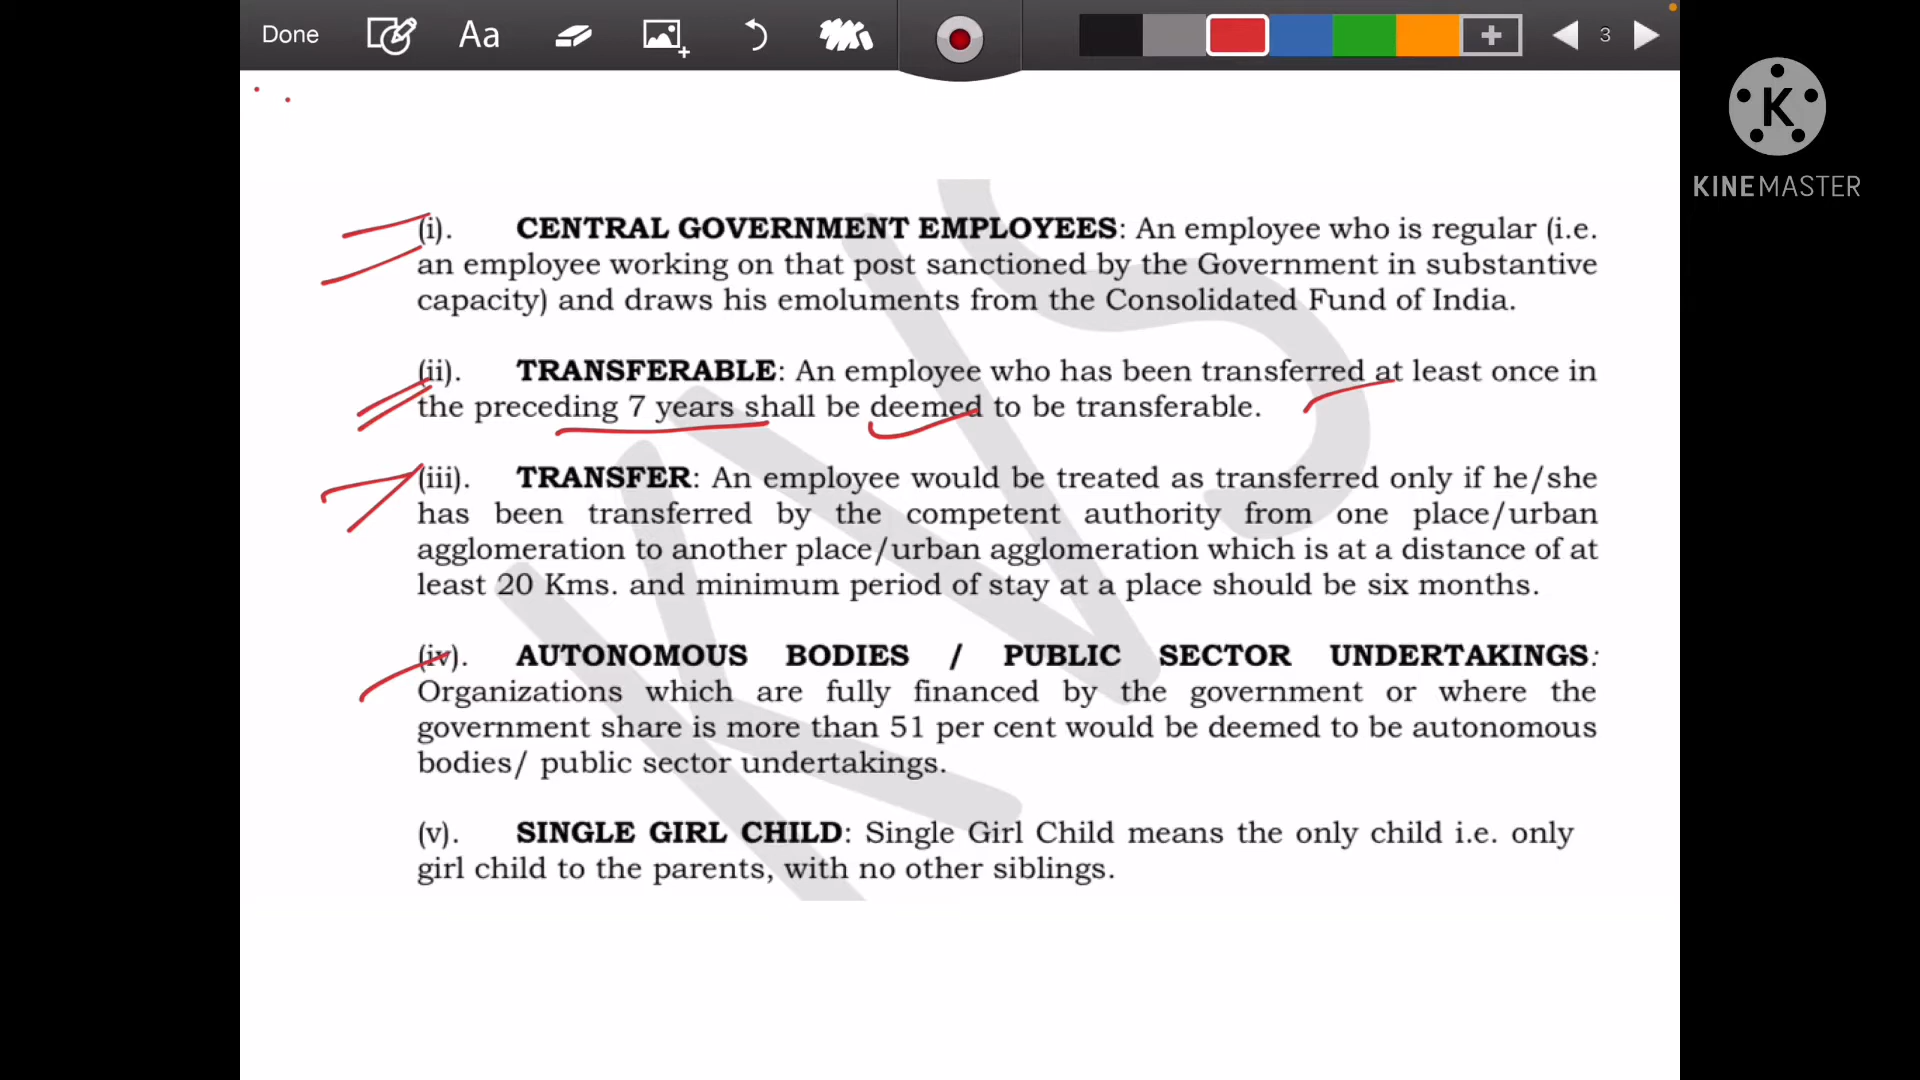 Done Aa 3
K
KINEMASTER
(i). CENTRAL GOVERNMENT EMPLOYEES: An employee who is regular (i.e.
an employee working on that post sanctioned by the Government in substantive
capacity) and draws his emoluments from the Consolidated Fund of India.
(ii). TRANSFERABLE: An employee who has been transferred at least once in
the preceding 7 years shall be deemed to be transferable.
(iii). TRANSFER: An employee would be treated as transferred only if he/she
has been transferred by the competent authority from one place/urban
agglomeration to another place/urban agglomeration which is at a distance of at
least 20 Kms. and minimum period of stay at a place should be six months.
(iv). AUTONOMOUS BODIES / PUBLIC SECTOR UNDERTAKINGS:
Organizations which are fully financed by the government or where the
government share is more than 51 per cent would be deemed to be autonomous
bodies/ public sector undertakings.
(v). SINGLE GIRL CHILD: Single Girl Child means the only child i.e. only
girl child to the parents, with no other siblings.
KVS